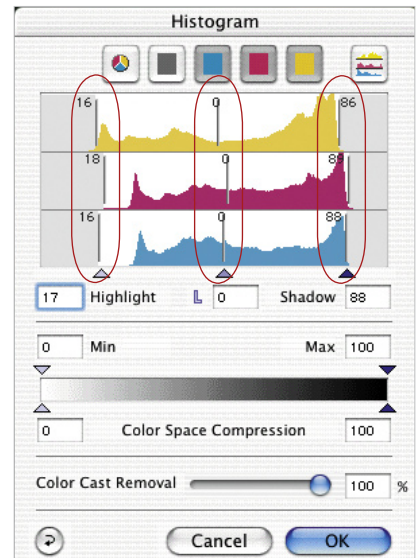 Histogram
16 0 86
18 0 89
16 0 88
17 Highlight L 0 Shadow 88
0 Min Max 100
0 Color Space Compression 100
Color Cast Removal 100 %
Cancel OK